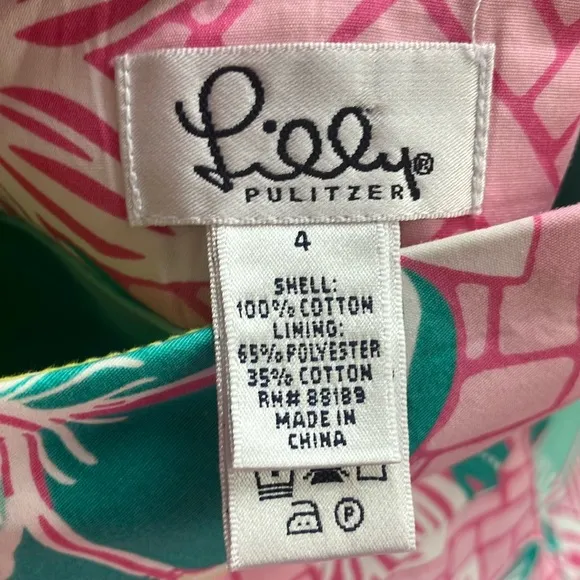 Lilly®
PULITZER
4
SHELL:
100% COTTON
LINING:
65% POLYESTER
35% COTTON
RN# 88189
MADE IN
CHINA
P